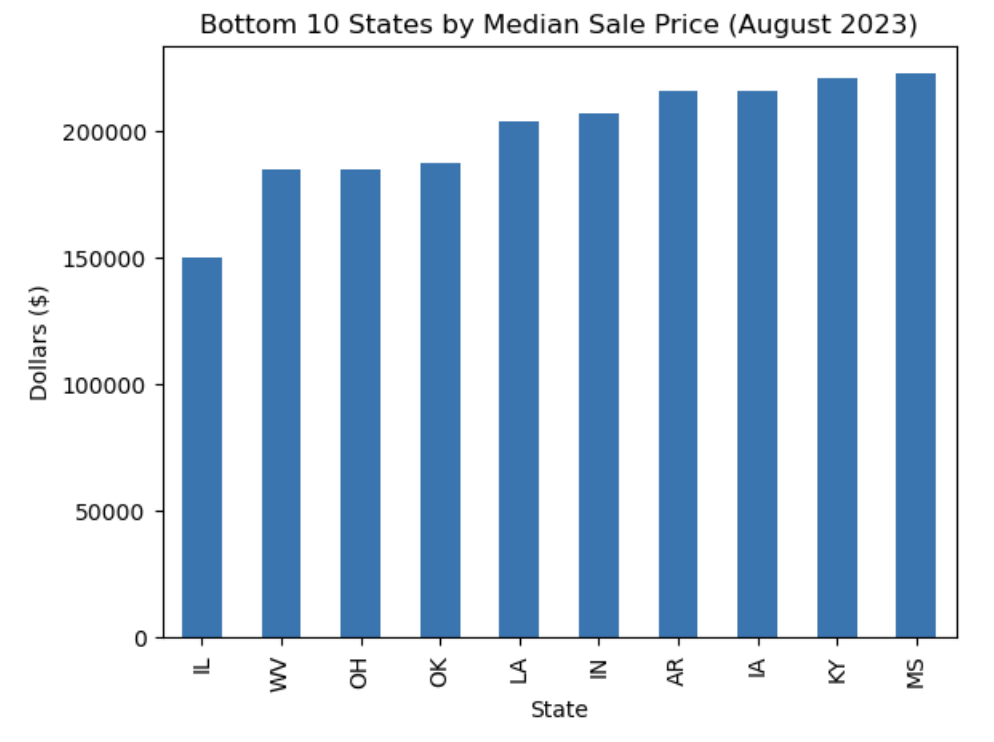 Bottom 10 States by Median Sale Price (August 2023)
200000
150000
100000
50000
0
Dollars ($)
IL
WV
OH
OK
LA
IN
AR
IA
KY
MS
State